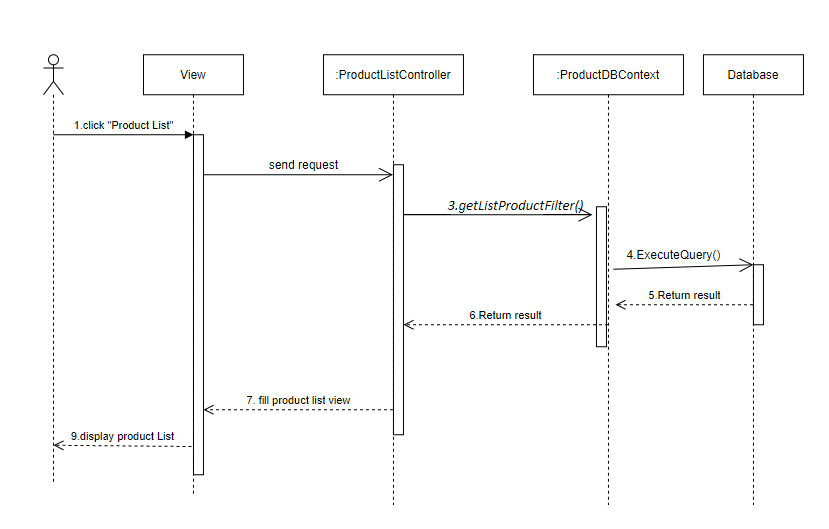 View
:ProductListController
:ProductDBContext
Database
1.click "Product List"
send request
3.getListProductFilter()
4.ExecuteQuery()
5.Return result
6.Return result
7. fill product list view
9.display product List